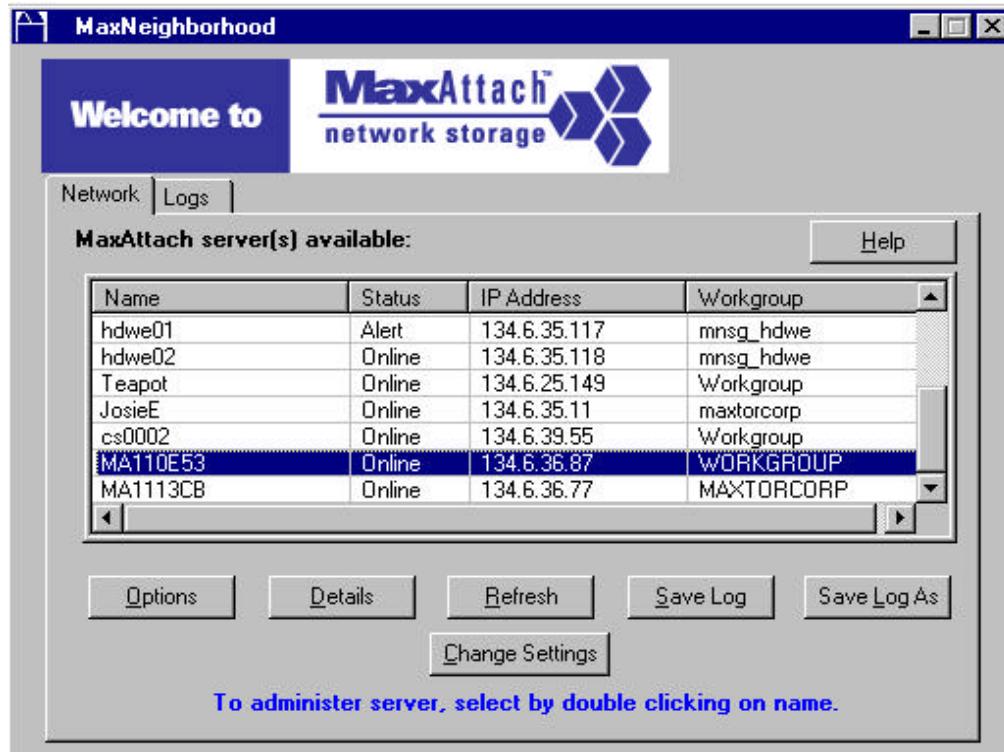 MaxNeighborhood
Welcome to
MaxAttach™
network storage
Network Logs
MaxAttach server(s) available:
Help
Name Status IP Address Workgroup
hdwe01 Alert 134.6.35.117 mnsg_hdwe
hdwe02 Online 134.6.35.118 mnsg_hdwe
Teapot Online 134.6.25.149 Workgroup
JosieE Online 134.6.35.11 maxtorcorp
cs0002 Online 134.6.39.55 Workgroup
MA110E53 Online 134.6.36.87 WORKGROUP
MA1113CB Online 134.6.36.77 MAXTORCORP
Options Details Refresh Save Log Save Log As
Change Settings
To administer server, select by double clicking on name.